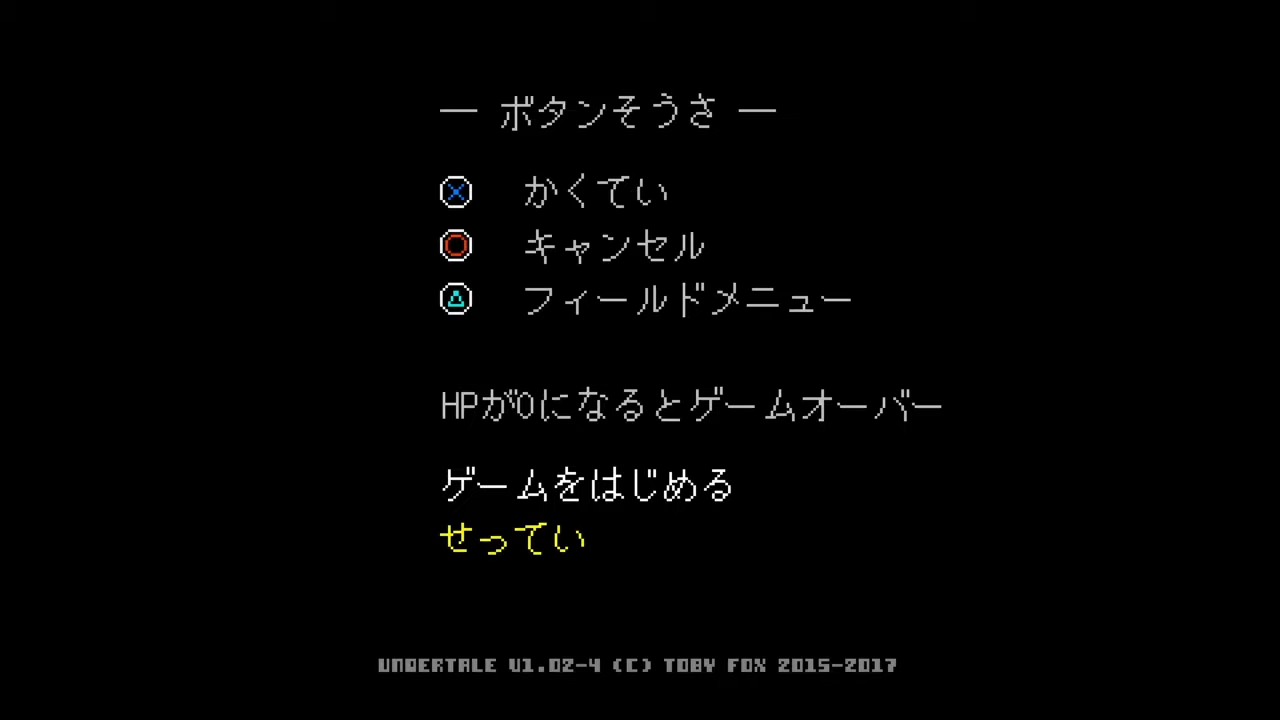 ― ボタンそうさ ―
かくてい
キャンセル
フィールドメニュー
HPが0になるとゲームオーバー
ゲームをはじめる
せってい
UNDERTALE V1.02-4 (C) TOBY FOX 2015-2017